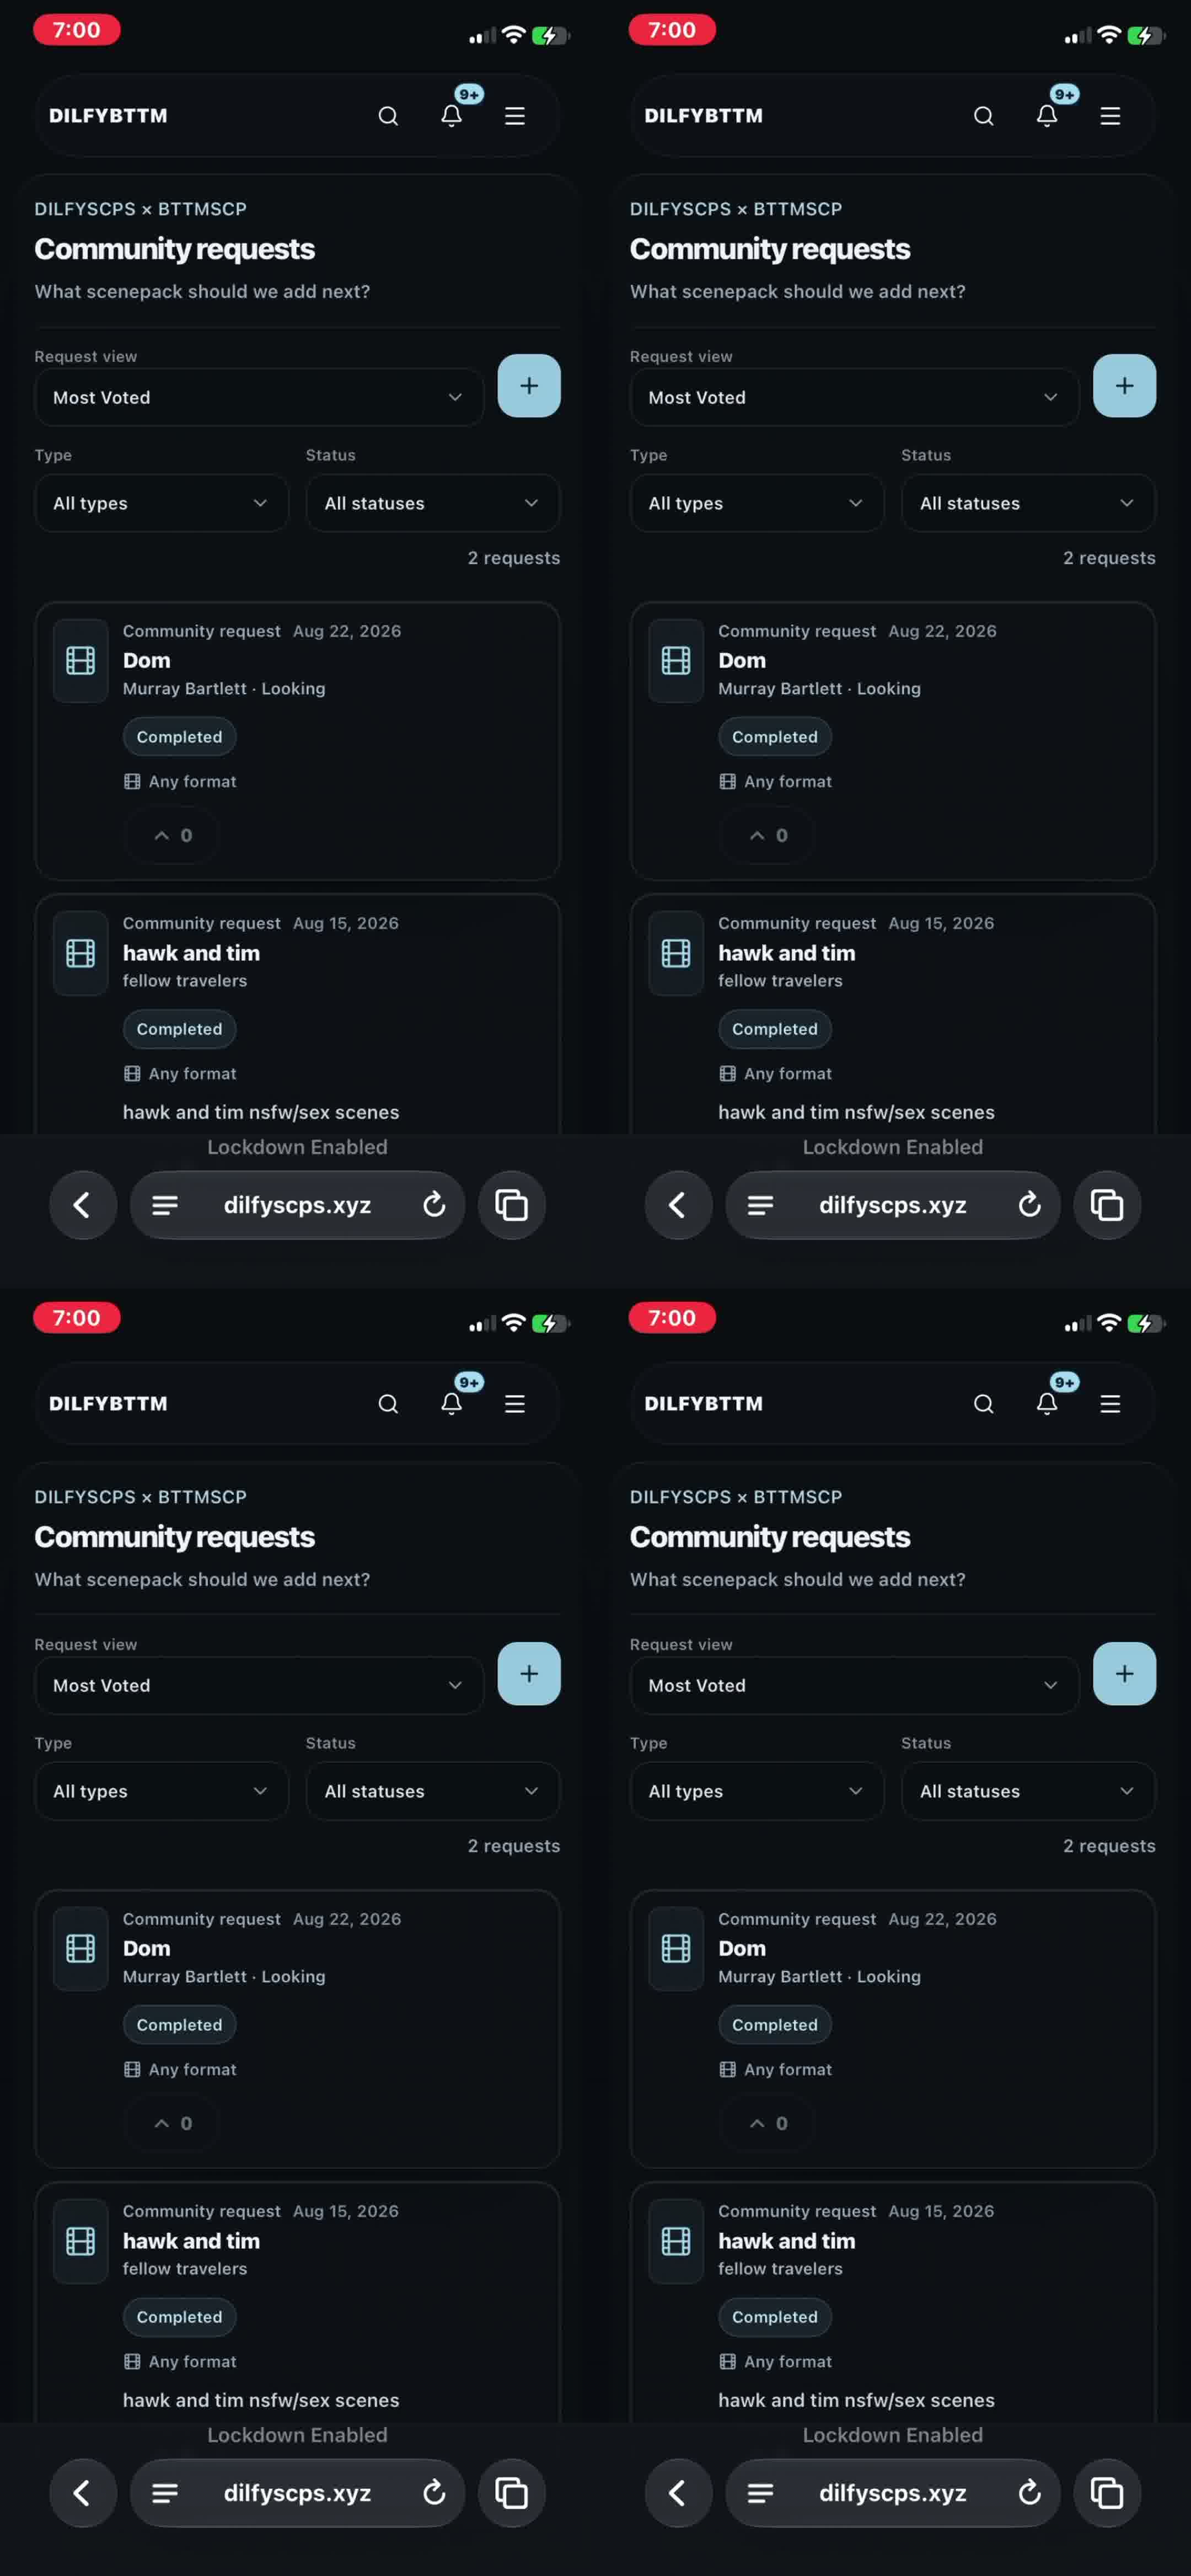 7:00
DILFYBTTM
9+
DILFYSCPS × BTTMSCP
Community requests
What scenepack should we add next?
Request view
Most Voted
+
Type
Status
All types
All statuses
2 requests
Community request Aug 22, 2026
Dom
Murray Bartlett · Looking
Completed
Any format
0
Community request Aug 15, 2026
hawk and tim
fellow travelers
Completed
Any format
hawk and tim nsfw/sex scenes
Lockdown Enabled
dilfyscps.xyz
7:00
DILFYBTTM
9+
DILFYSCPS × BTTMSCP
Community requests
What scenepack should we add next?
Request view
Most Voted
+
Type
Status
All types
All statuses
2 requests
Community request Aug 22, 2026
Dom
Murray Bartlett · Looking
Completed
Any format
0
Community request Aug 15, 2026
hawk and tim
fellow travelers
Completed
Any format
hawk and tim nsfw/sex scenes
Lockdown Enabled
dilfyscps.xyz
7:00
DILFYBTTM
9+
DILFYSCPS × BTTMSCP
Community requests
What scenepack should we add next?
Request view
Most Voted
+
Type
Status
All types
All statuses
2 requests
Community request Aug 22, 2026
Dom
Murray Bartlett · Looking
Completed
Any format
0
Community request Aug 15, 2026
hawk and tim
fellow travelers
Completed
Any format
hawk and tim nsfw/sex scenes
Lockdown Enabled
dilfyscps.xyz
7:00
DILFYBTTM
9+
DILFYSCPS × BTTMSCP
Community requests
What scenepack should we add next?
Request view
Most Voted
+
Type
Status
All types
All statuses
2 requests
Community request Aug 22, 2026
Dom
Murray Bartlett · Looking
Completed
Any format
0
Community request Aug 15, 2026
hawk and tim
fellow travelers
Completed
Any format
hawk and tim nsfw/sex scenes
Lockdown Enabled
dilfyscps.xyz